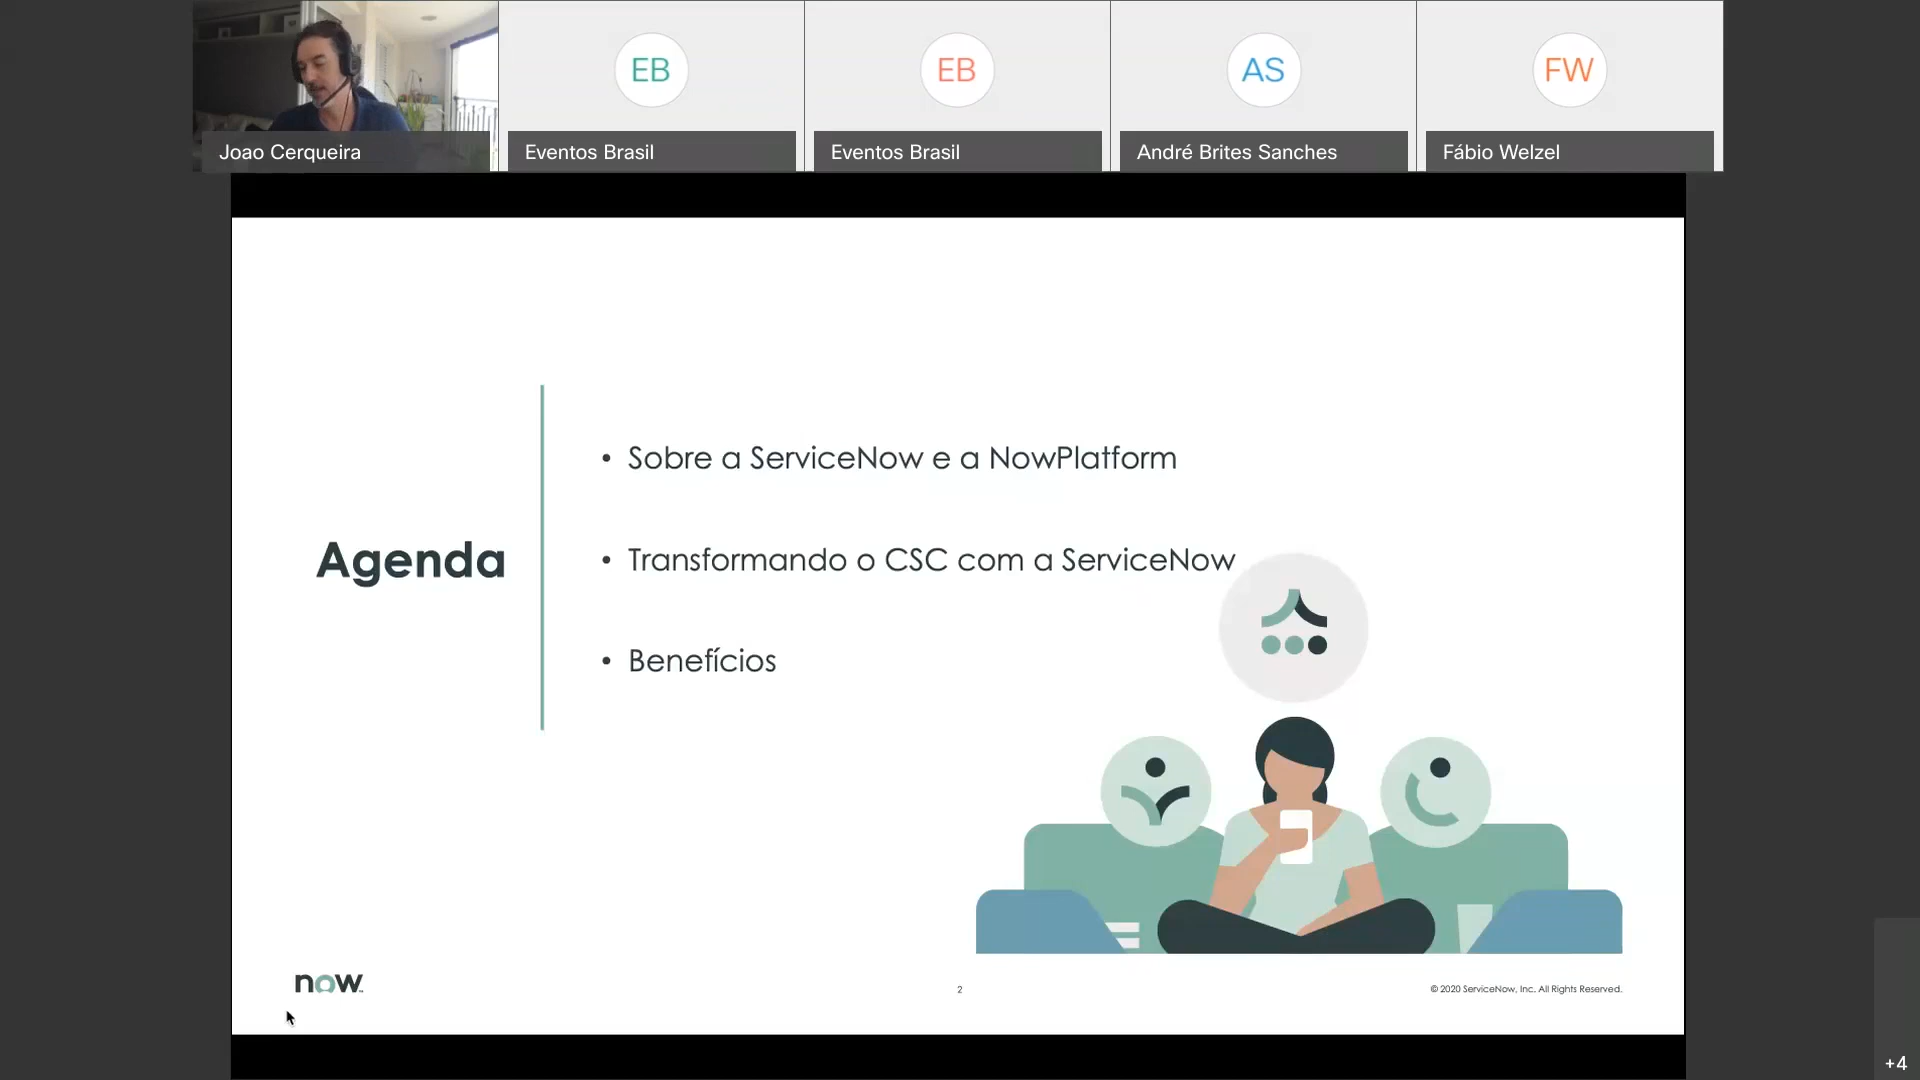 EB
EB
AS
FW
Joao Cerqueira
Eventos Brasil
Eventos Brasil
André Brites Sanches
Fábio Welzel
Agenda
• Sobre a ServiceNow e a NowPlatform
• Transformando o CSC com a ServiceNow
• Benefícios
now
2
© 2020 ServiceNow, Inc. All Rights Reserved.
+4